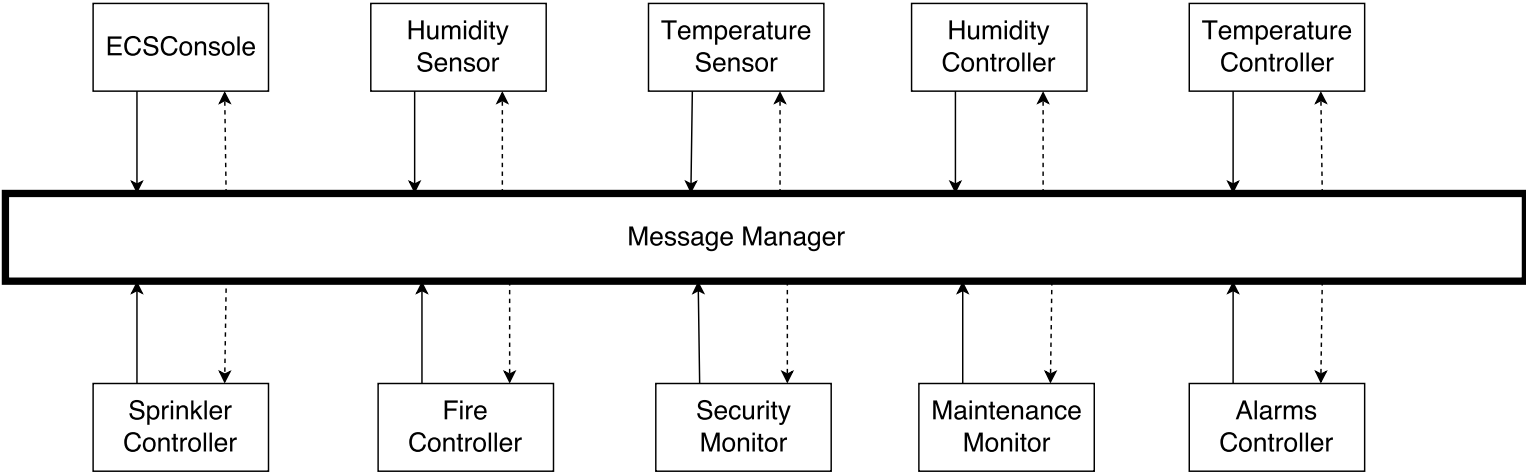 ECSConsole
Humidity
Sensor
Temperature
Sensor
Humidity
Controller
Temperature
Controller
Message Manager
Sprinkler
Controller
Fire
Controller
Security
Monitor
Maintenance
Monitor
Alarms
Controller